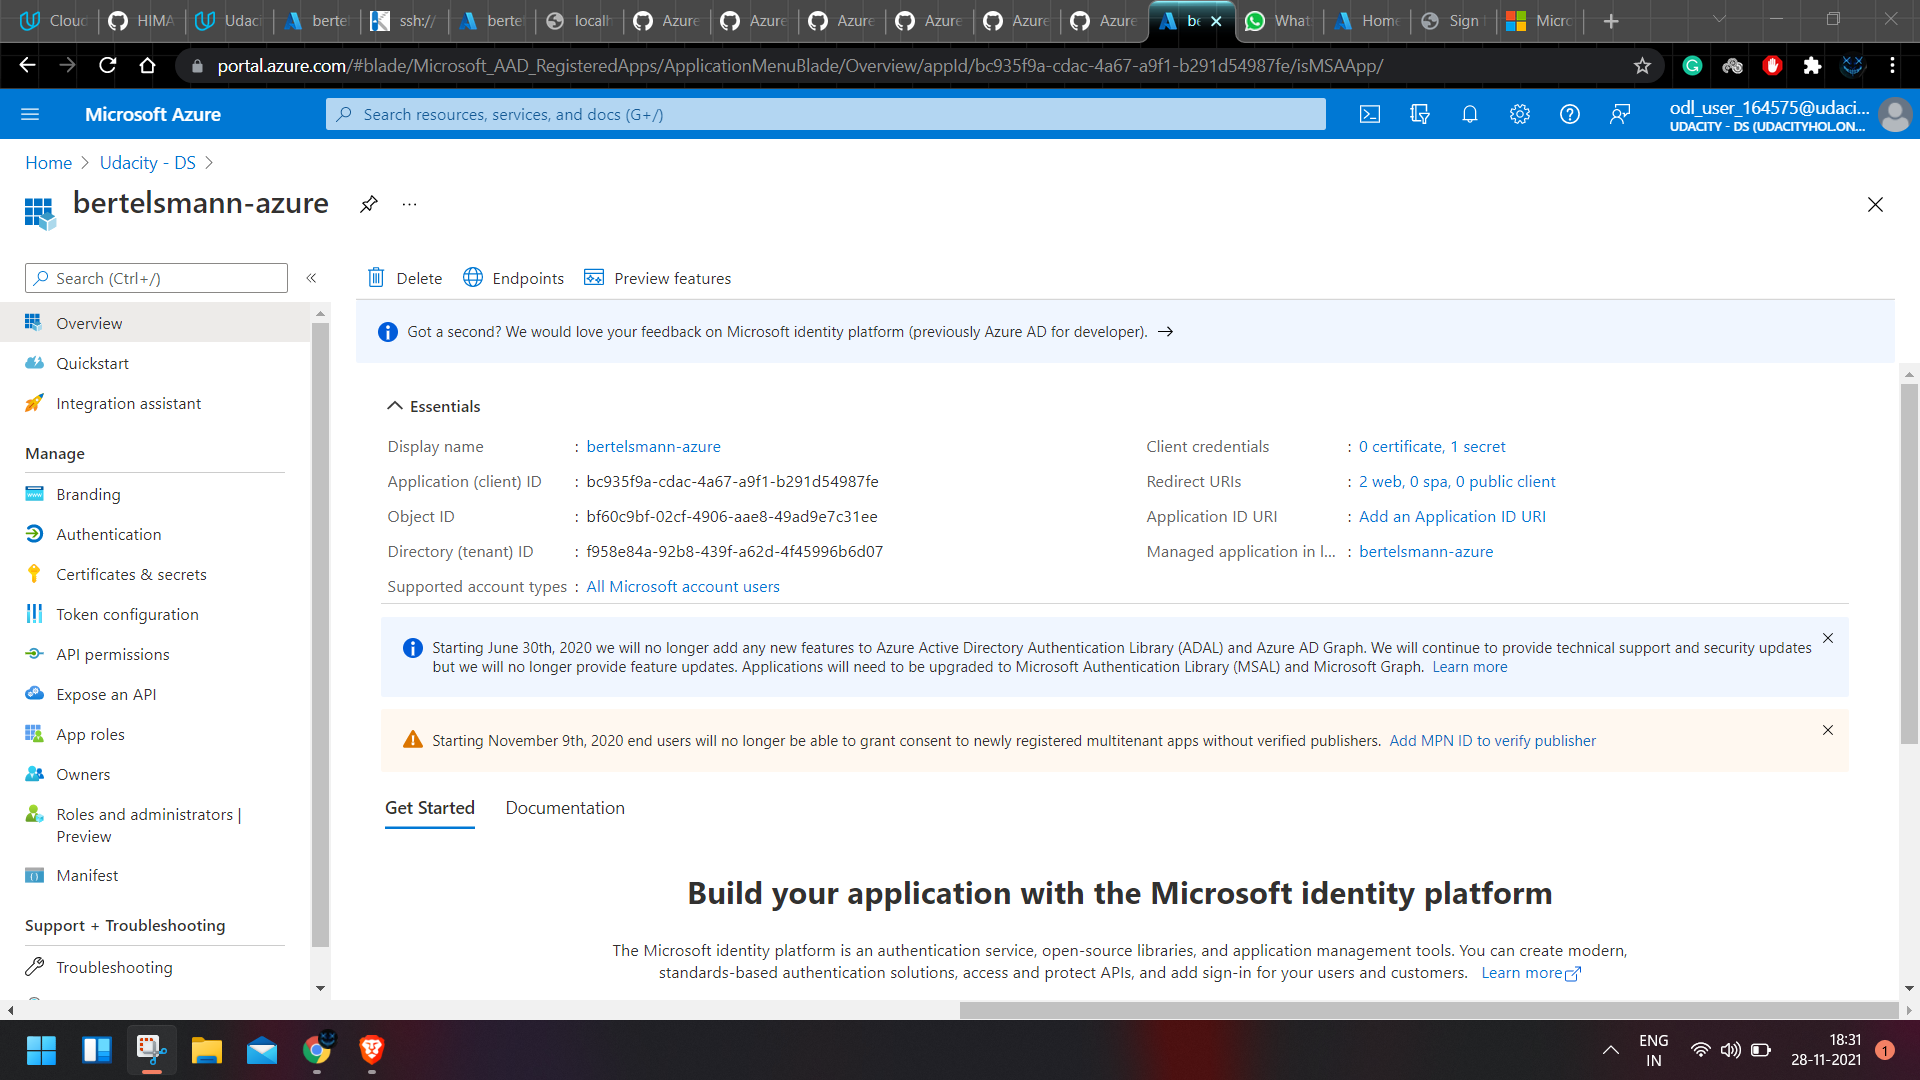 Cloud
HIMA
Udaci
bertel
ssh://
bertel
localh
Azure
Azure
Azure
Azure
Azure
Azure
be
What
Home
Sign
Micro
portal.azure.com/#blade/Microsoft_AAD_RegisteredApps/ApplicationMenuBlade/Overview/appId/bc935f9a-cdac-4a67-a9f1-b291d54987fe/isMSAApp/
Microsoft Azure
Search resources, services, and docs (G+/)
odl_user_164575@udaci...
UDACITY - DS (UDACITYHOL.ON...
Home > Udacity - DS >
bertelsmann-azure
...
Search (Ctrl+/)
«
Delete
Endpoints
Preview features
Overview
Quickstart
Integration assistant
Manage
Branding
Authentication
Certificates & secrets
Token configuration
API permissions
Expose an API
App roles
Owners
Roles and administrators |
Preview
Manifest
Support + Troubleshooting
Troubleshooting
Got a second? We would love your feedback on Microsoft identity platform (previously Azure AD for developer). →
Essentials
Display name : bertelsmann-azure
Application (client) ID : bc935f9a-cdac-4a67-a9f1-b291d54987fe
Object ID : bf60c9bf-02cf-4906-aae8-49ad9e7c31ee
Directory (tenant) ID : f958e84a-92b8-439f-a62d-4f45996b6d07
Supported account types : All Microsoft account users
Client credentials : 0 certificate, 1 secret
Redirect URIs : 2 web, 0 spa, 0 public client
Application ID URI : Add an Application ID URI
Managed application in l... : bertelsmann-azure
Starting June 30th, 2020 we will no longer add any new features to Azure Active Directory Authentication Library (ADAL) and Azure AD Graph. We will continue to provide technical support and security updates
but we will no longer provide feature updates. Applications will need to be upgraded to Microsoft Authentication Library (MSAL) and Microsoft Graph. Learn more
Starting November 9th, 2020 end users will no longer be able to grant consent to newly registered multitenant apps without verified publishers. Add MPN ID to verify publisher
Get Started
Documentation
Build your application with the Microsoft identity platform
The Microsoft identity platform is an authentication service, open-source libraries, and application management tools. You can create modern,
standards-based authentication solutions, access and protect APIs, and add sign-in for your users and customers. Learn more
ENG
IN
18:31
28-11-2021
1